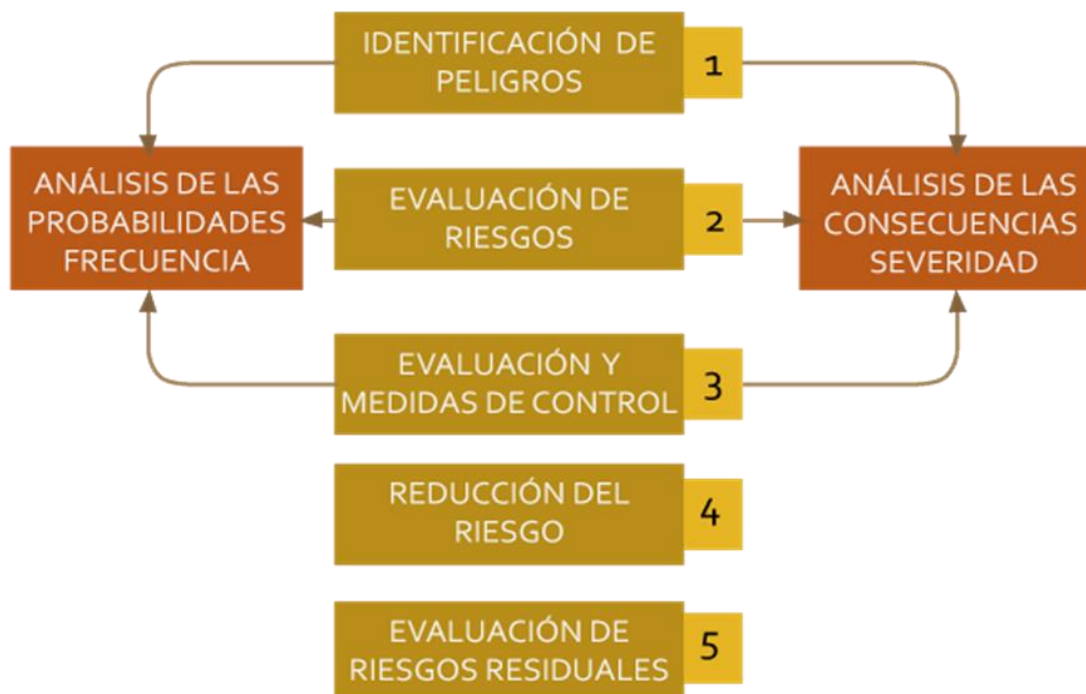 IDENTIFICACIÓN DE
PELIGROS
1
ANÁLISIS DE LAS
PROBABILIDADES
FRECUENCIA
EVALUACIÓN DE
RIESGOS
2
ANÁLISIS DE LAS
CONSECUENCIAS
SEVERIDAD
EVALUACIÓN Y
MEDIDAS DE CONTROL
3
REDUCCIÓN DEL
RIESGO
4
EVALUACIÓN DE
RIESGOS RESIDUALES
5